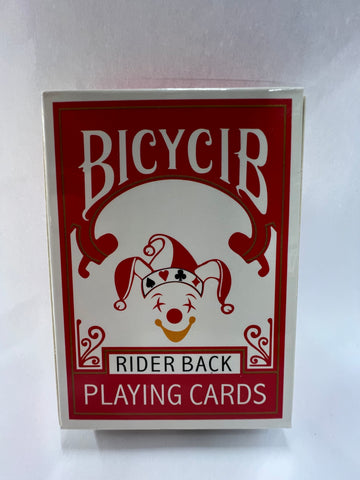 BICYCIB
RIDER BACK
PLAYING CARDS